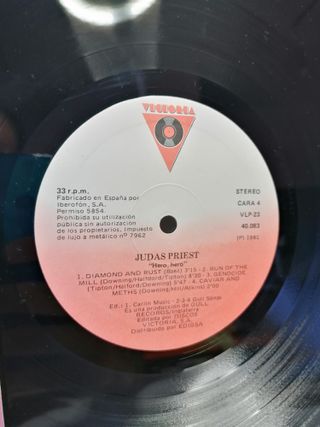 VICTORIA
33 r.p.m.
Fabricado en España por
Iberofón, S.A.
Permiso 5854.
Prohibida su utilización
pública sin autorización
de los propietarios, impuesto
de lujo a metálico nº 7962
STEREO
CARA 4
VLP-23
40.083
(P) 1981
JUDAS PRIEST
"Hero, hero"
1. DIAMOND AND RUST (Baez) 3'15 - 2. RUN OF THE
MILL (Downing/Halford/Tipton) 8'30 - 3. GENOCIDE
(Tipton/Halford/Downing) 5'47 - 4. CAVIAR AND
METHS (Downing/Hill/Atkins) 2'00
Ed.: 1 Carlin Music - 2-3-4 Gull Songs
Es una producción de GULL
RECORDS/Inglaterra
Editada por DISCOS
VICTORIA, S.A.
Distribuido por EDIGSA